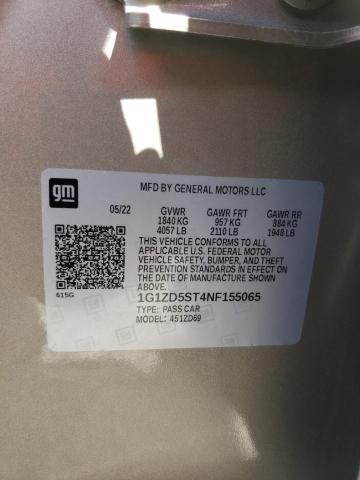 gm
MFD BY GENERAL MOTORS LLC
05/22 GVWR GAWR FRT GAWR RR
1840 KG 957 KG 884 KG
4057 LB 2110 LB 1948 LB
THIS VEHICLE CONFORMS TO ALL
APPLICABLE U.S. FEDERAL MOTOR
VEHICLE SAFETY, BUMPER, AND THEFT
PREVENTION STANDARDS IN EFFECT ON
THE DATE OF MANUFACTURE SHOWN
ABOVE.
615G
1G1ZD5ST4NF155065
TYPE: PASS CAR
MODEL: 451ZD69